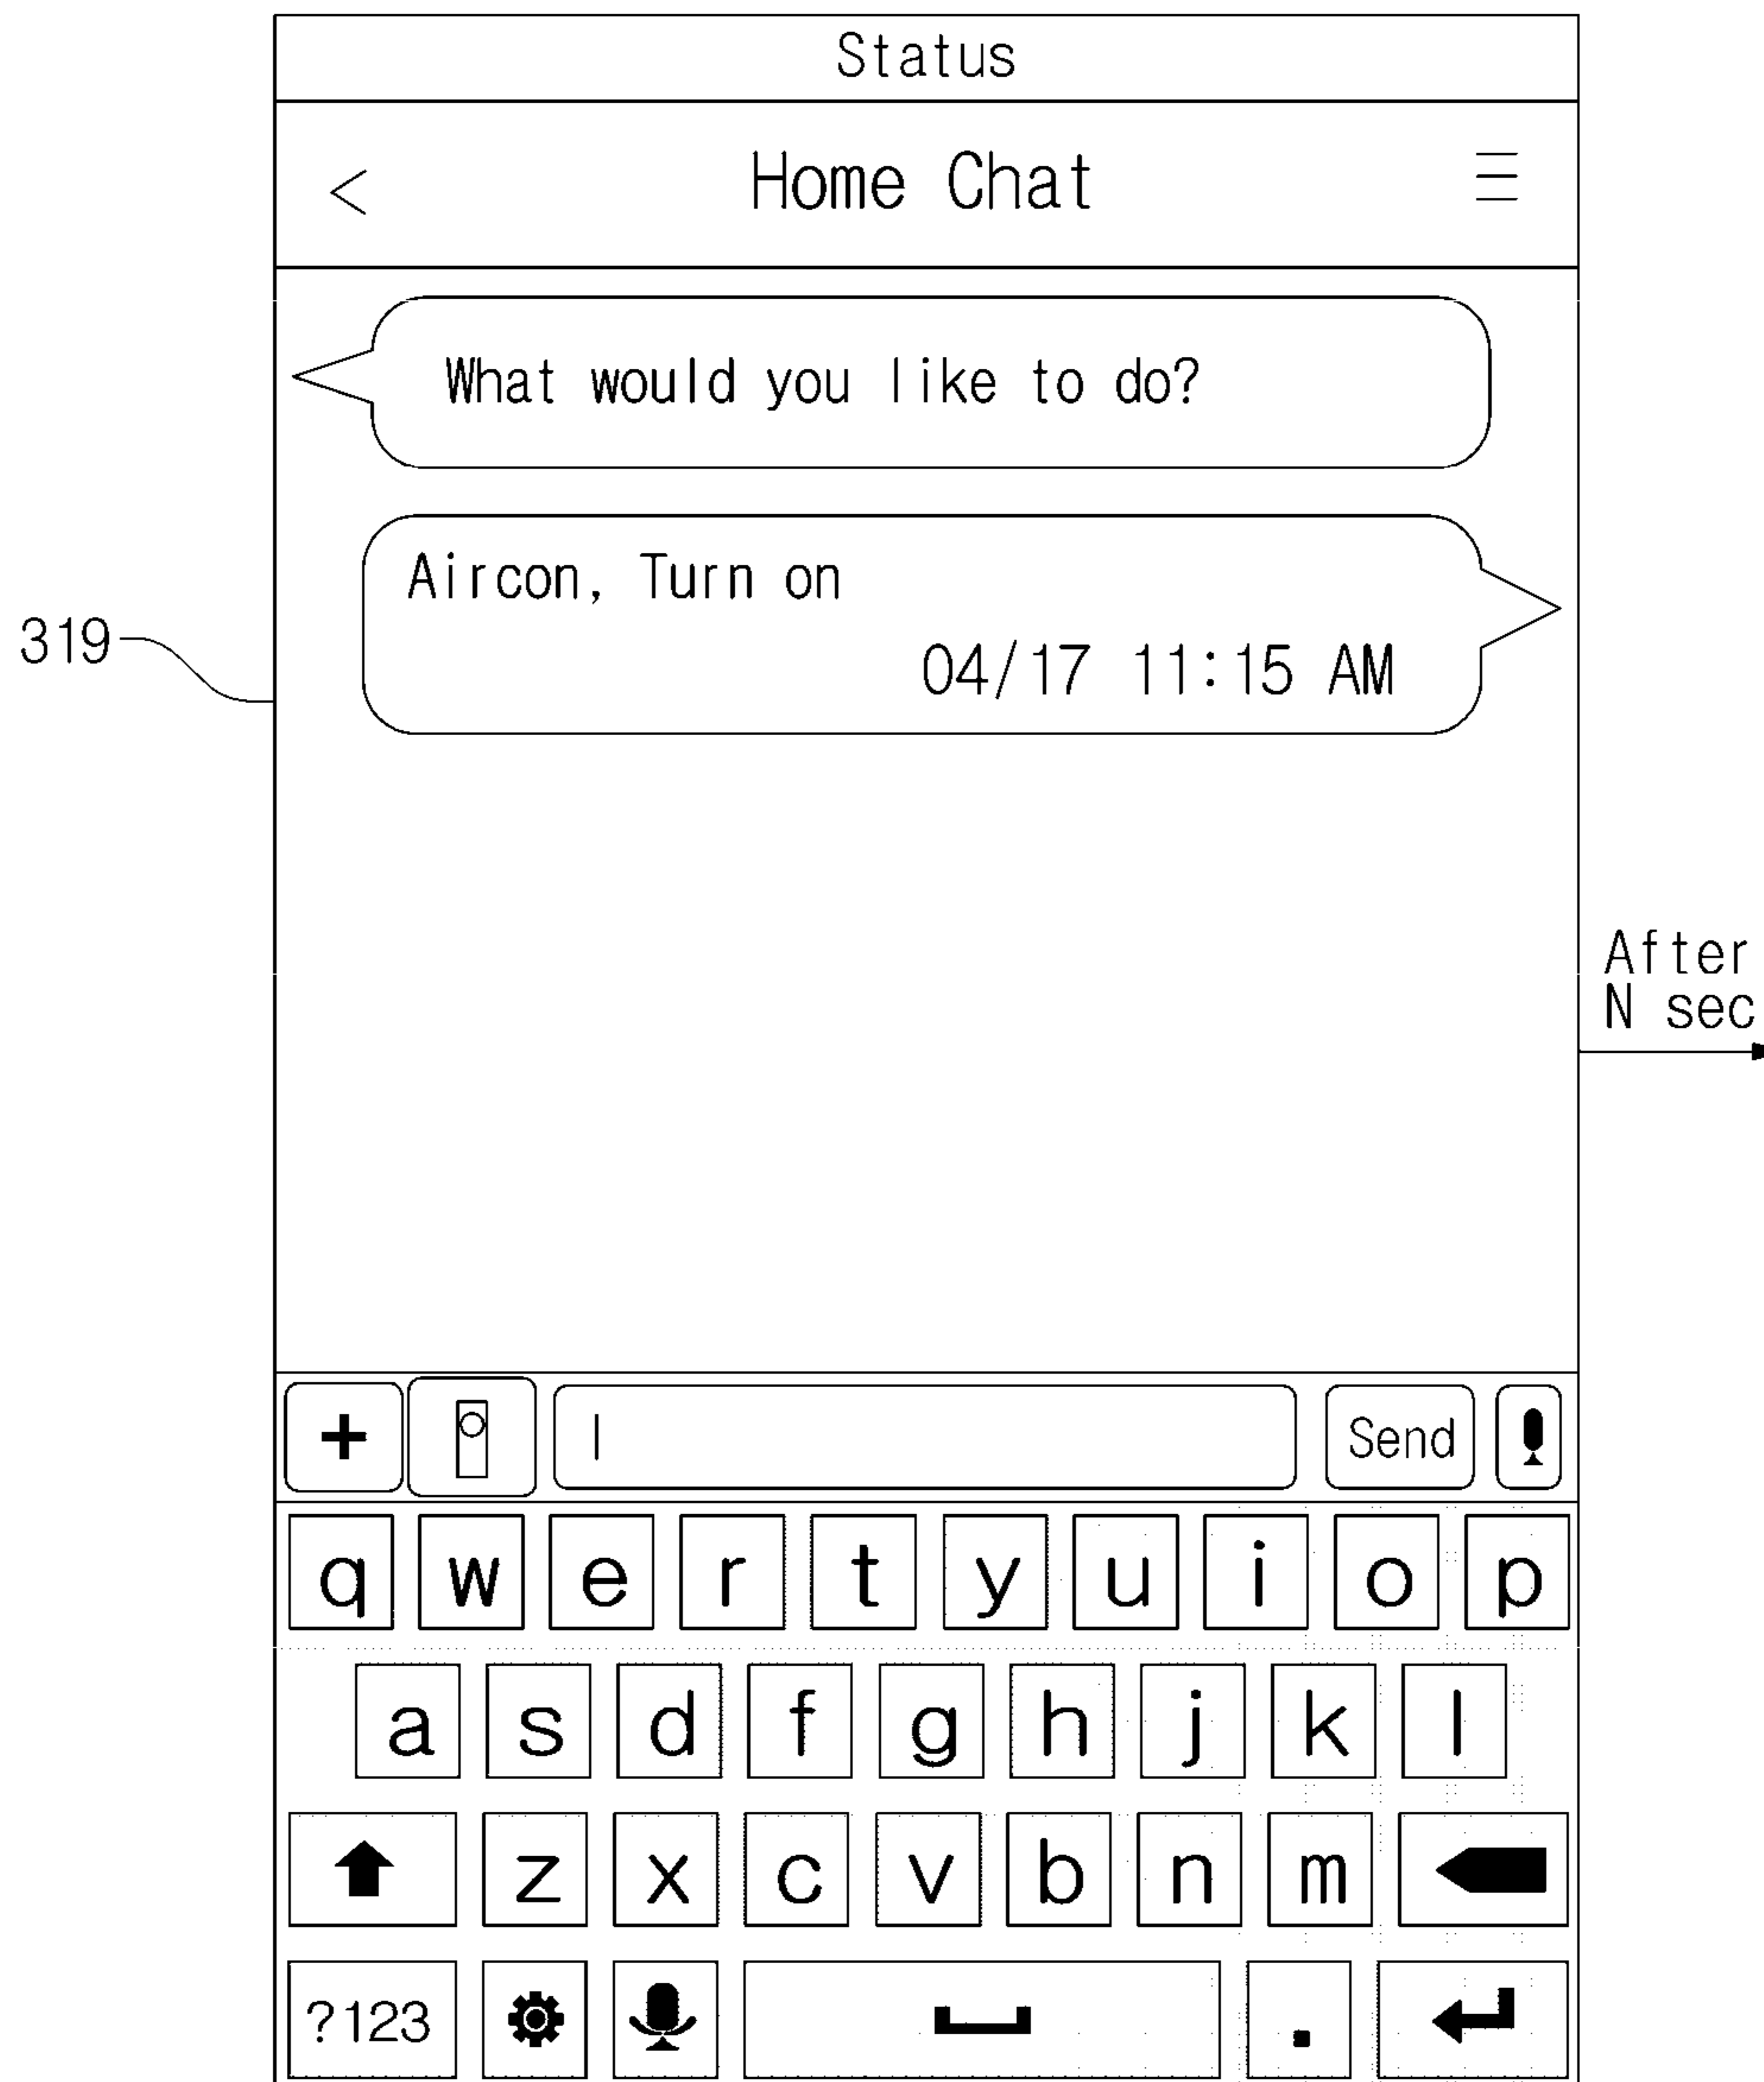 Status
< Home Chat
What would you like to do?
Aircon, Turn on
04/17 11:15 AM
319
After
N sec
+ Send
q w e r t y u i o p
a s d f g h j k l
z x c v b n m
?123 .